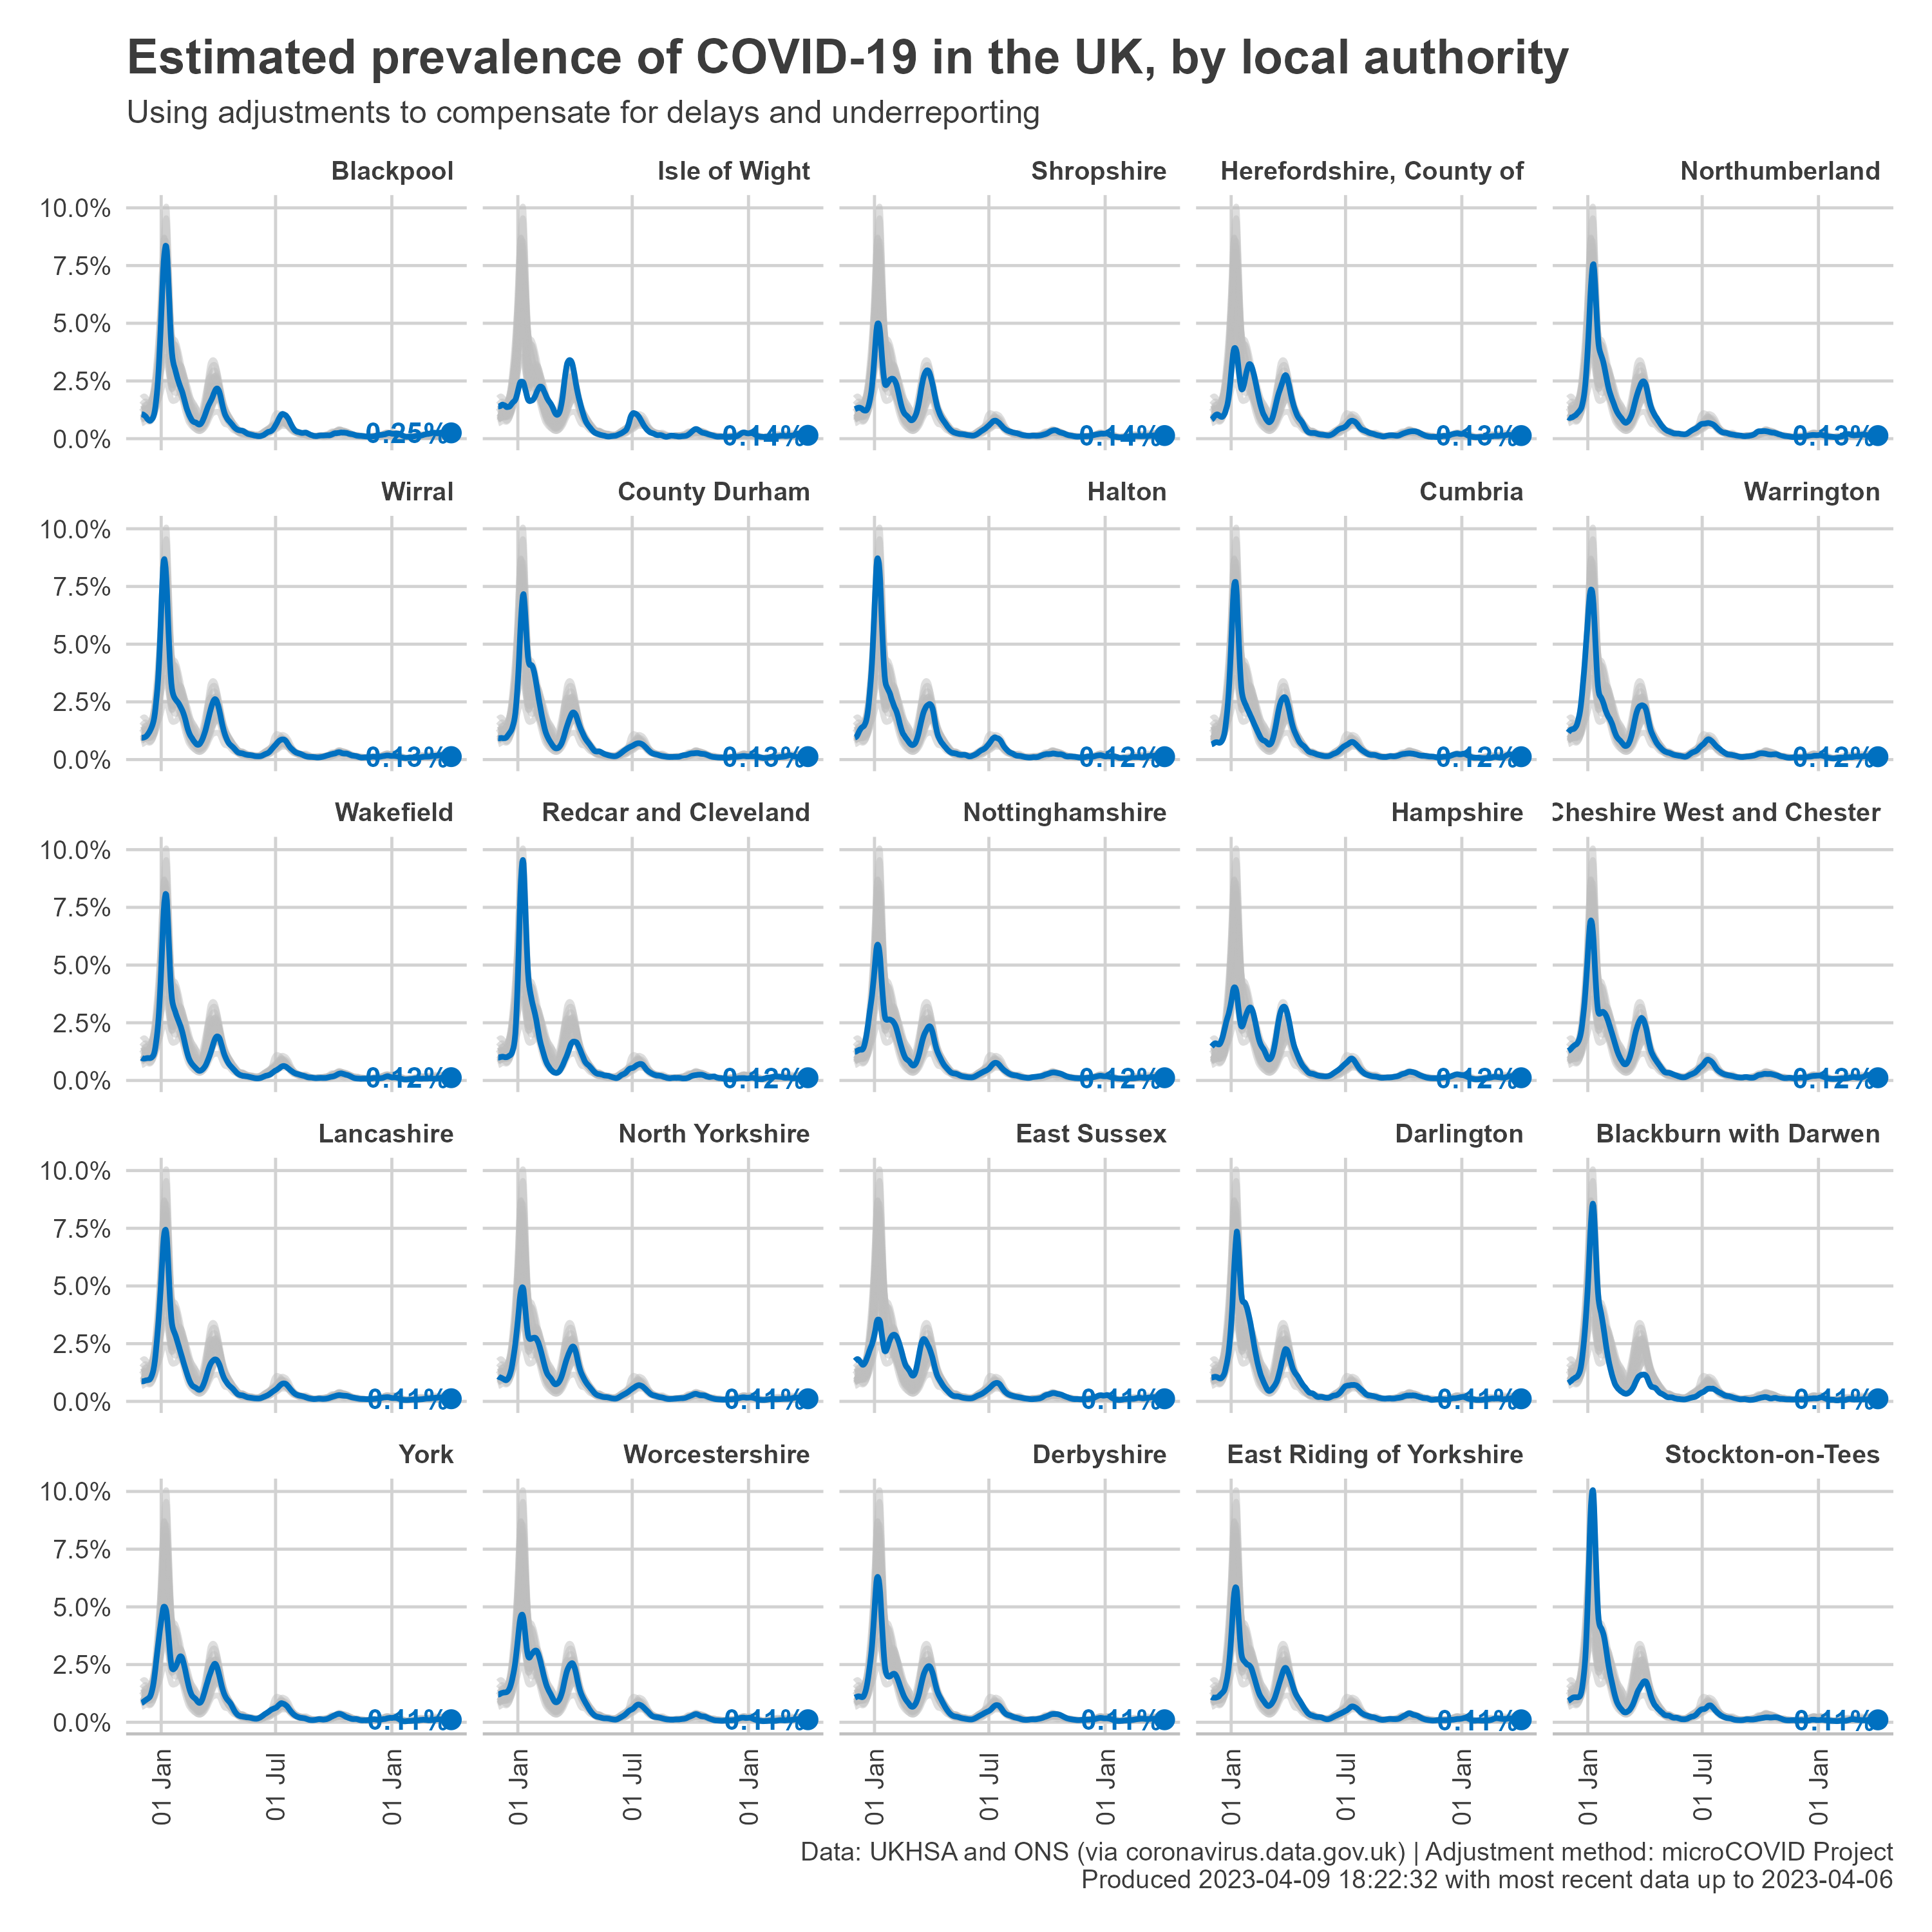 Estimated prevalence of COVID-19 in the UK, by local authority
Using adjustments to compensate for delays and underreporting
Blackpool
Isle of Wight
Shropshire
Herefordshire, County of
Northumberland
10.0%
7.5%
5.0%
2.5%
0.0%
0.25%
0.14%
0.14%
0.13%
0.13%
Wirral
County Durham
Halton
Cumbria
Warrington
10.0%
7.5%
5.0%
2.5%
0.0%
0.13%
0.13%
0.12%
0.12%
0.12%
Wakefield
Redcar and Cleveland
Nottinghamshire
Hampshire
Cheshire West and Chester
10.0%
7.5%
5.0%
2.5%
0.0%
0.12%
0.12%
0.12%
0.12%
0.12%
Lancashire
North Yorkshire
East Sussex
Darlington
Blackburn with Darwen
10.0%
7.5%
5.0%
2.5%
0.0%
0.11%
0.11%
0.11%
0.11%
0.11%
York
Worcestershire
Derbyshire
East Riding of Yorkshire
Stockton-on-Tees
10.0%
7.5%
5.0%
2.5%
0.0%
0.11%
0.11%
0.11%
0.11%
0.11%
01 Jan
01 Jul
01 Jan
01 Jan
01 Jul
01 Jan
01 Jan
01 Jul
01 Jan
01 Jan
01 Jul
01 Jan
01 Jan
01 Jul
01 Jan
Data: UKHSA and ONS (via coronavirus.data.gov.uk) | Adjustment method: microCOVID Project
Produced 2023-04-09 18:22:32 with most recent data up to 2023-04-06